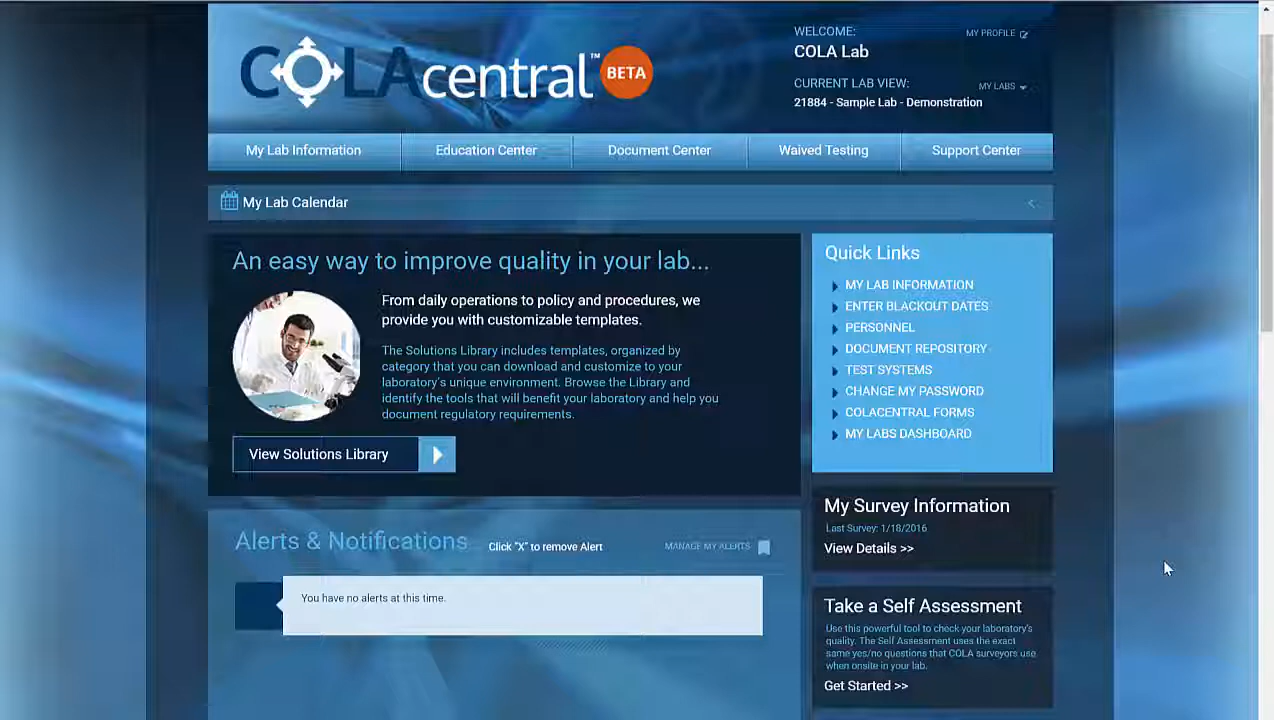 COLAcentral™ BETA
WELCOME:
COLA Lab
MY PROFILE
CURRENT LAB VIEW:
MY LABS
21884 - Sample Lab - Demonstration
My Lab Information
Education Center
Document Center
Waived Testing
Support Center
My Lab Calendar
An easy way to improve quality in your lab...
From daily operations to policy and procedures, we
provide you with customizable templates.
The Solutions Library includes templates, organized by
category that you can download and customize to your
laboratory's unique environment. Browse the Library and
identify the tools that will benefit your laboratory and help you
document regulatory requirements.
View Solutions Library
Quick Links
MY LAB INFORMATION
ENTER BLACKOUT DATES
PERSONNEL
DOCUMENT REPOSITORY
TEST SYSTEMS
CHANGE MY PASSWORD
COLACENTRAL FORMS
MY LABS DASHBOARD
Alerts & Notifications
Click "X" to remove Alert
MANAGE MY ALERTS
You have no alerts at this time.
My Survey Information
Last Survey: 1/18/2016
View Details >>
Take a Self Assessment
Use this powerful tool to check your laboratory's
quality. The Self Assessment uses the exact
same yes/no questions that COLA surveyors use
when onsite in your lab.
Get Started >>